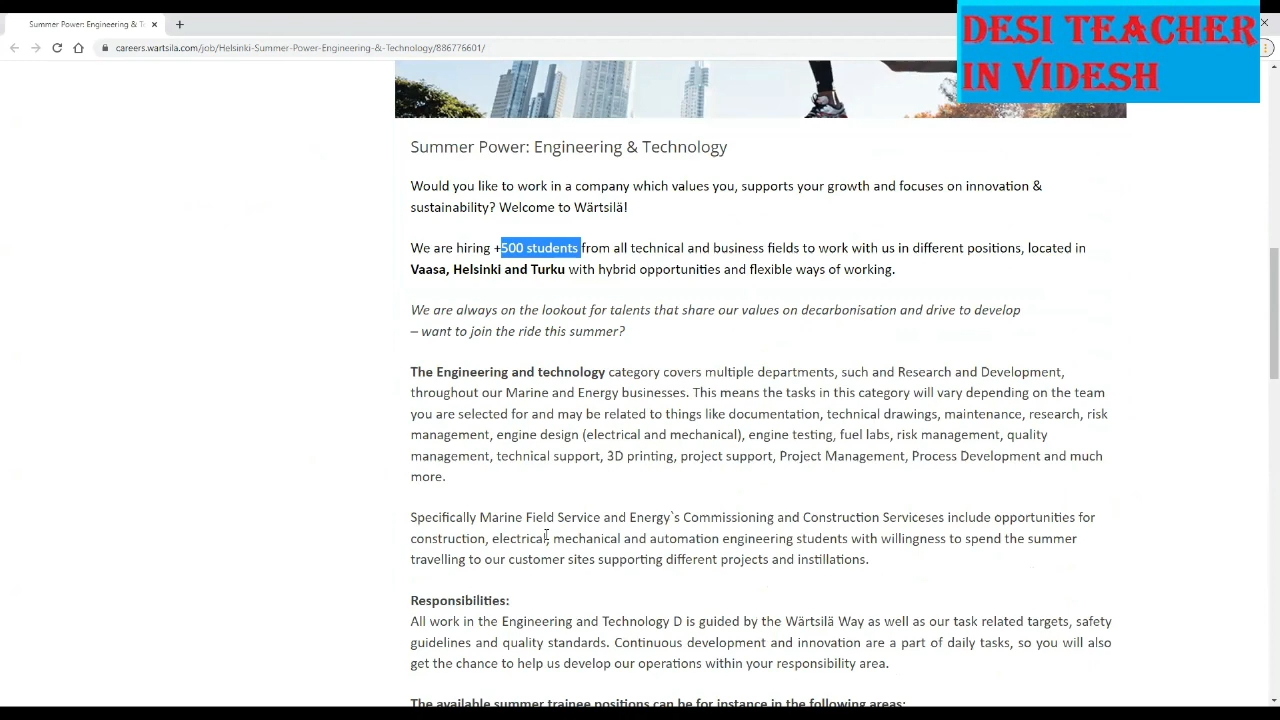 Summer Power: Engineering & Te
DESI TEACHER
IN VIDESH
careers.wartsila.com/job/Helsinki-Summer-Power-Engineering-&-Technology/886776601/
Summer Power: Engineering & Technology
Would you like to work in a company which values you, supports your growth and focuses on innovation &
sustainability? Welcome to Wärtsilä!
We are hiring +500 students from all technical and business fields to work with us in different positions, located in
Vaasa, Helsinki and Turku with hybrid opportunities and flexible ways of working.
We are always on the lookout for talents that share our values on decarbonisation and drive to develop
– want to join the ride this summer?
The Engineering and technology category covers multiple departments, such and Research and Development,
throughout our Marine and Energy businesses. This means the tasks in this category will vary depending on the team
you are selected for and may be related to things like documentation, technical drawings, maintenance, research, risk
management, engine design (electrical and mechanical), engine testing, fuel labs, risk management, quality
management, technical support, 3D printing, project support, Project Management, Process Development and much
more.
Specifically Marine Field Service and Energy`s Commissioning and Construction Serviceses include opportunities for
construction, electrical, mechanical and automation engineering students with willingness to spend the summer
travelling to our customer sites supporting different projects and instillations.
Responsibilities:
All work in the Engineering and Technology D is guided by the Wärtsilä Way as well as our task related targets, safety
guidelines and quality standards. Continuous development and innovation are a part of daily tasks, so you will also
get the chance to help us develop our operations within your responsibility area.
The available summer trainee positions can be for instance in the following areas: